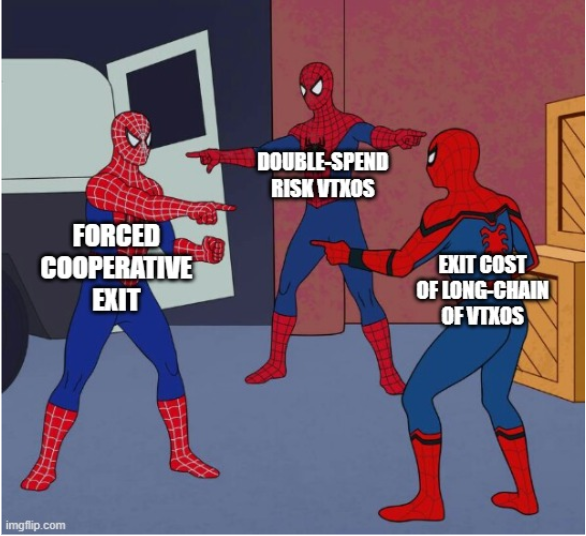 DOUBLE-SPEND
RISK VTXOS
FORCED
COOPERATIVE
EXIT
EXIT COST
OF LONG-CHAIN
OF VTXOS
imgflip.com